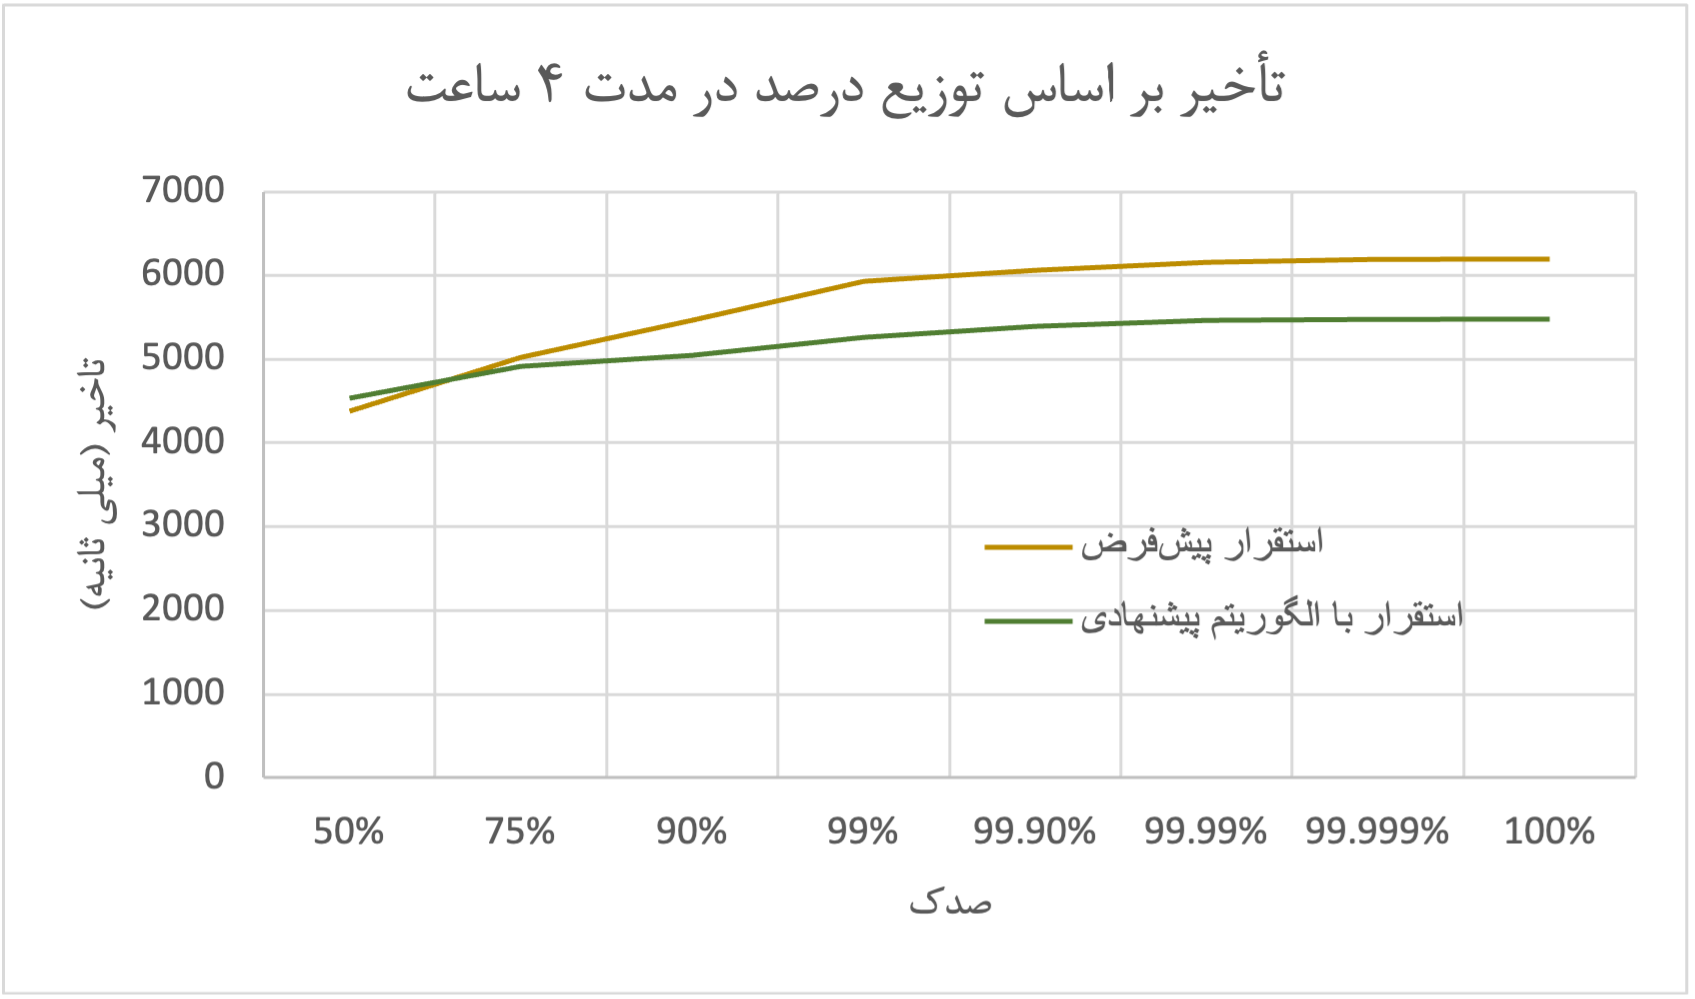 تأخیر بر اساس توزیع درصد در مدت ۴ ساعت
7000
6000
5000
4000
3000
2000
1000
0
تاخیر (میلی ثانیه)
استقرار پیش‌فرض
استقرار با الگوریتم پیشنهادی
50% 75% 90% 99% 99.90% 99.99% 99.999% 100%
صدک